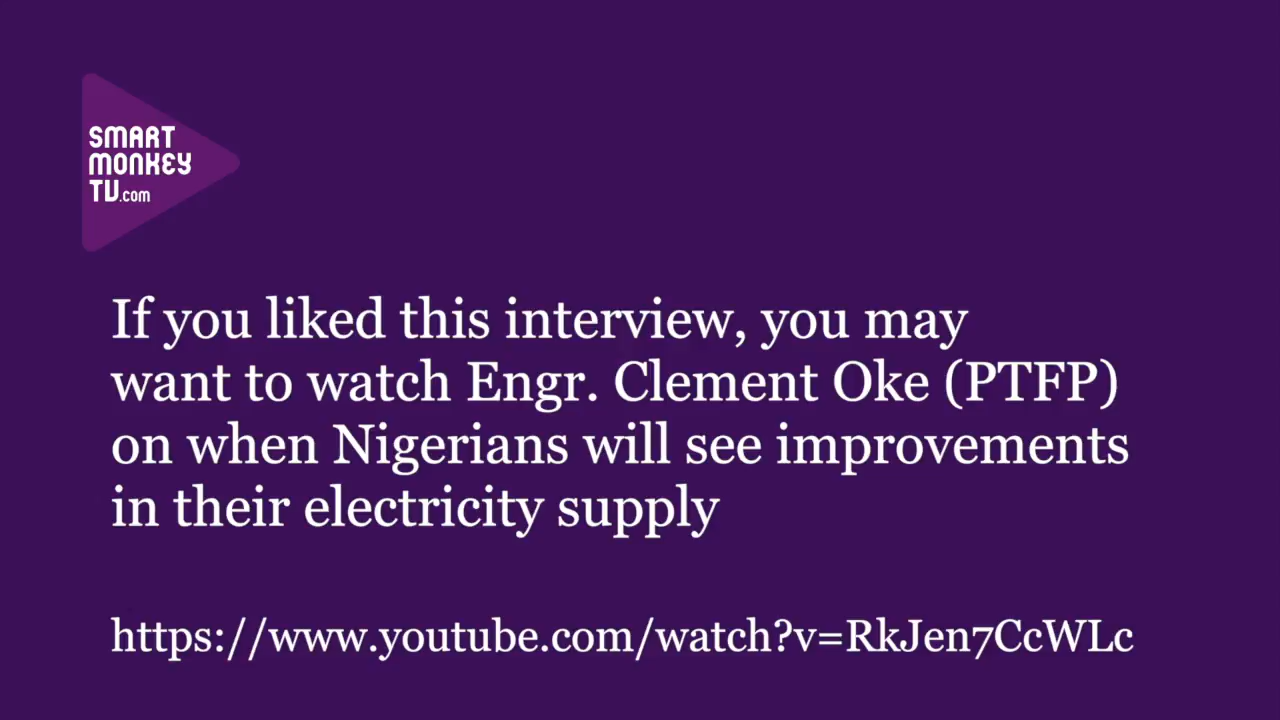 SMART
MONKEY
TV.com
If you liked this interview, you may
want to watch Engr. Clement Oke (PTFP)
on when Nigerians will see improvements
in their electricity supply
https://www.youtube.com/watch?v=RkJen7CcWLc